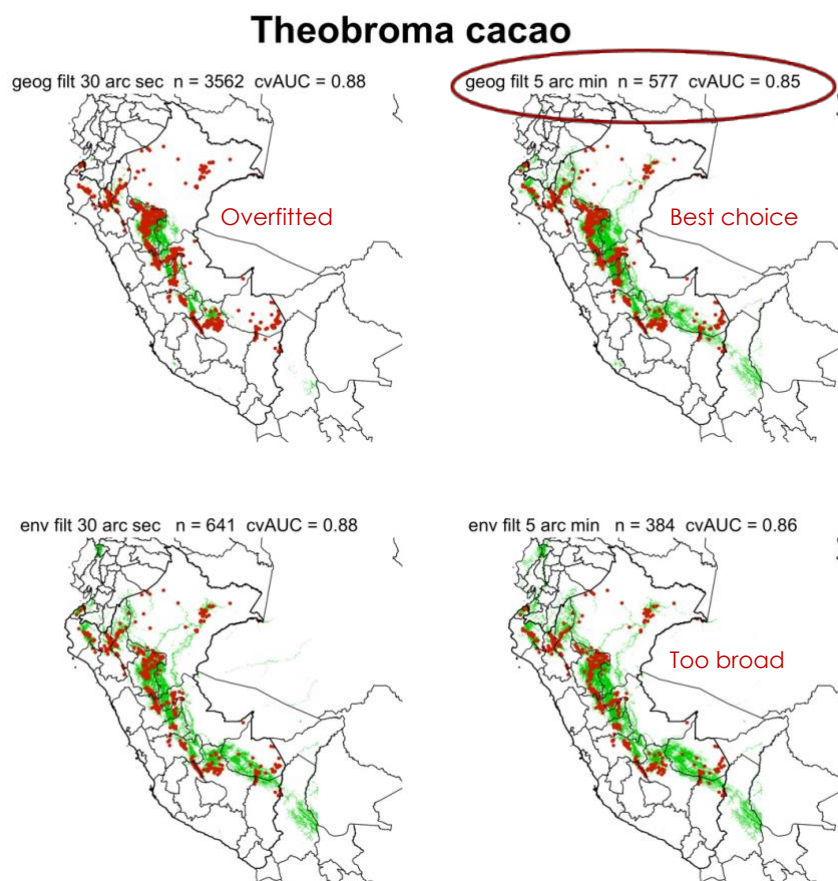 Theobroma cacao
geog filt 30 arc sec n = 3562 cvAUC = 0.88
geog filt 5 arc min n = 577 cvAUC = 0.85
Overfitted
Best choice
env filt 30 arc sec n = 641 cvAUC = 0.88
env filt 5 arc min n = 384 cvAUC = 0.86
Too broad